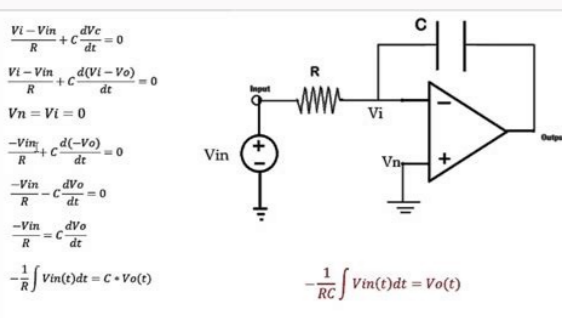 (Vi − Vin)/R + C dVc/dt = 0
(Vi − Vin)/R + C d(Vi − Vo)/dt = 0
Vn = Vi = 0
−Vin/R + C d(−Vo)/dt = 0
−Vin/R − C dVo/dt = 0
−Vin/R = C dVo/dt
−1/R ∫ Vin(t)dt = C * Vo(t)
C
R
Input
Vi
Vin
Vn
−
+
+
−
−1/RC ∫ Vin(t)dt = Vo(t)